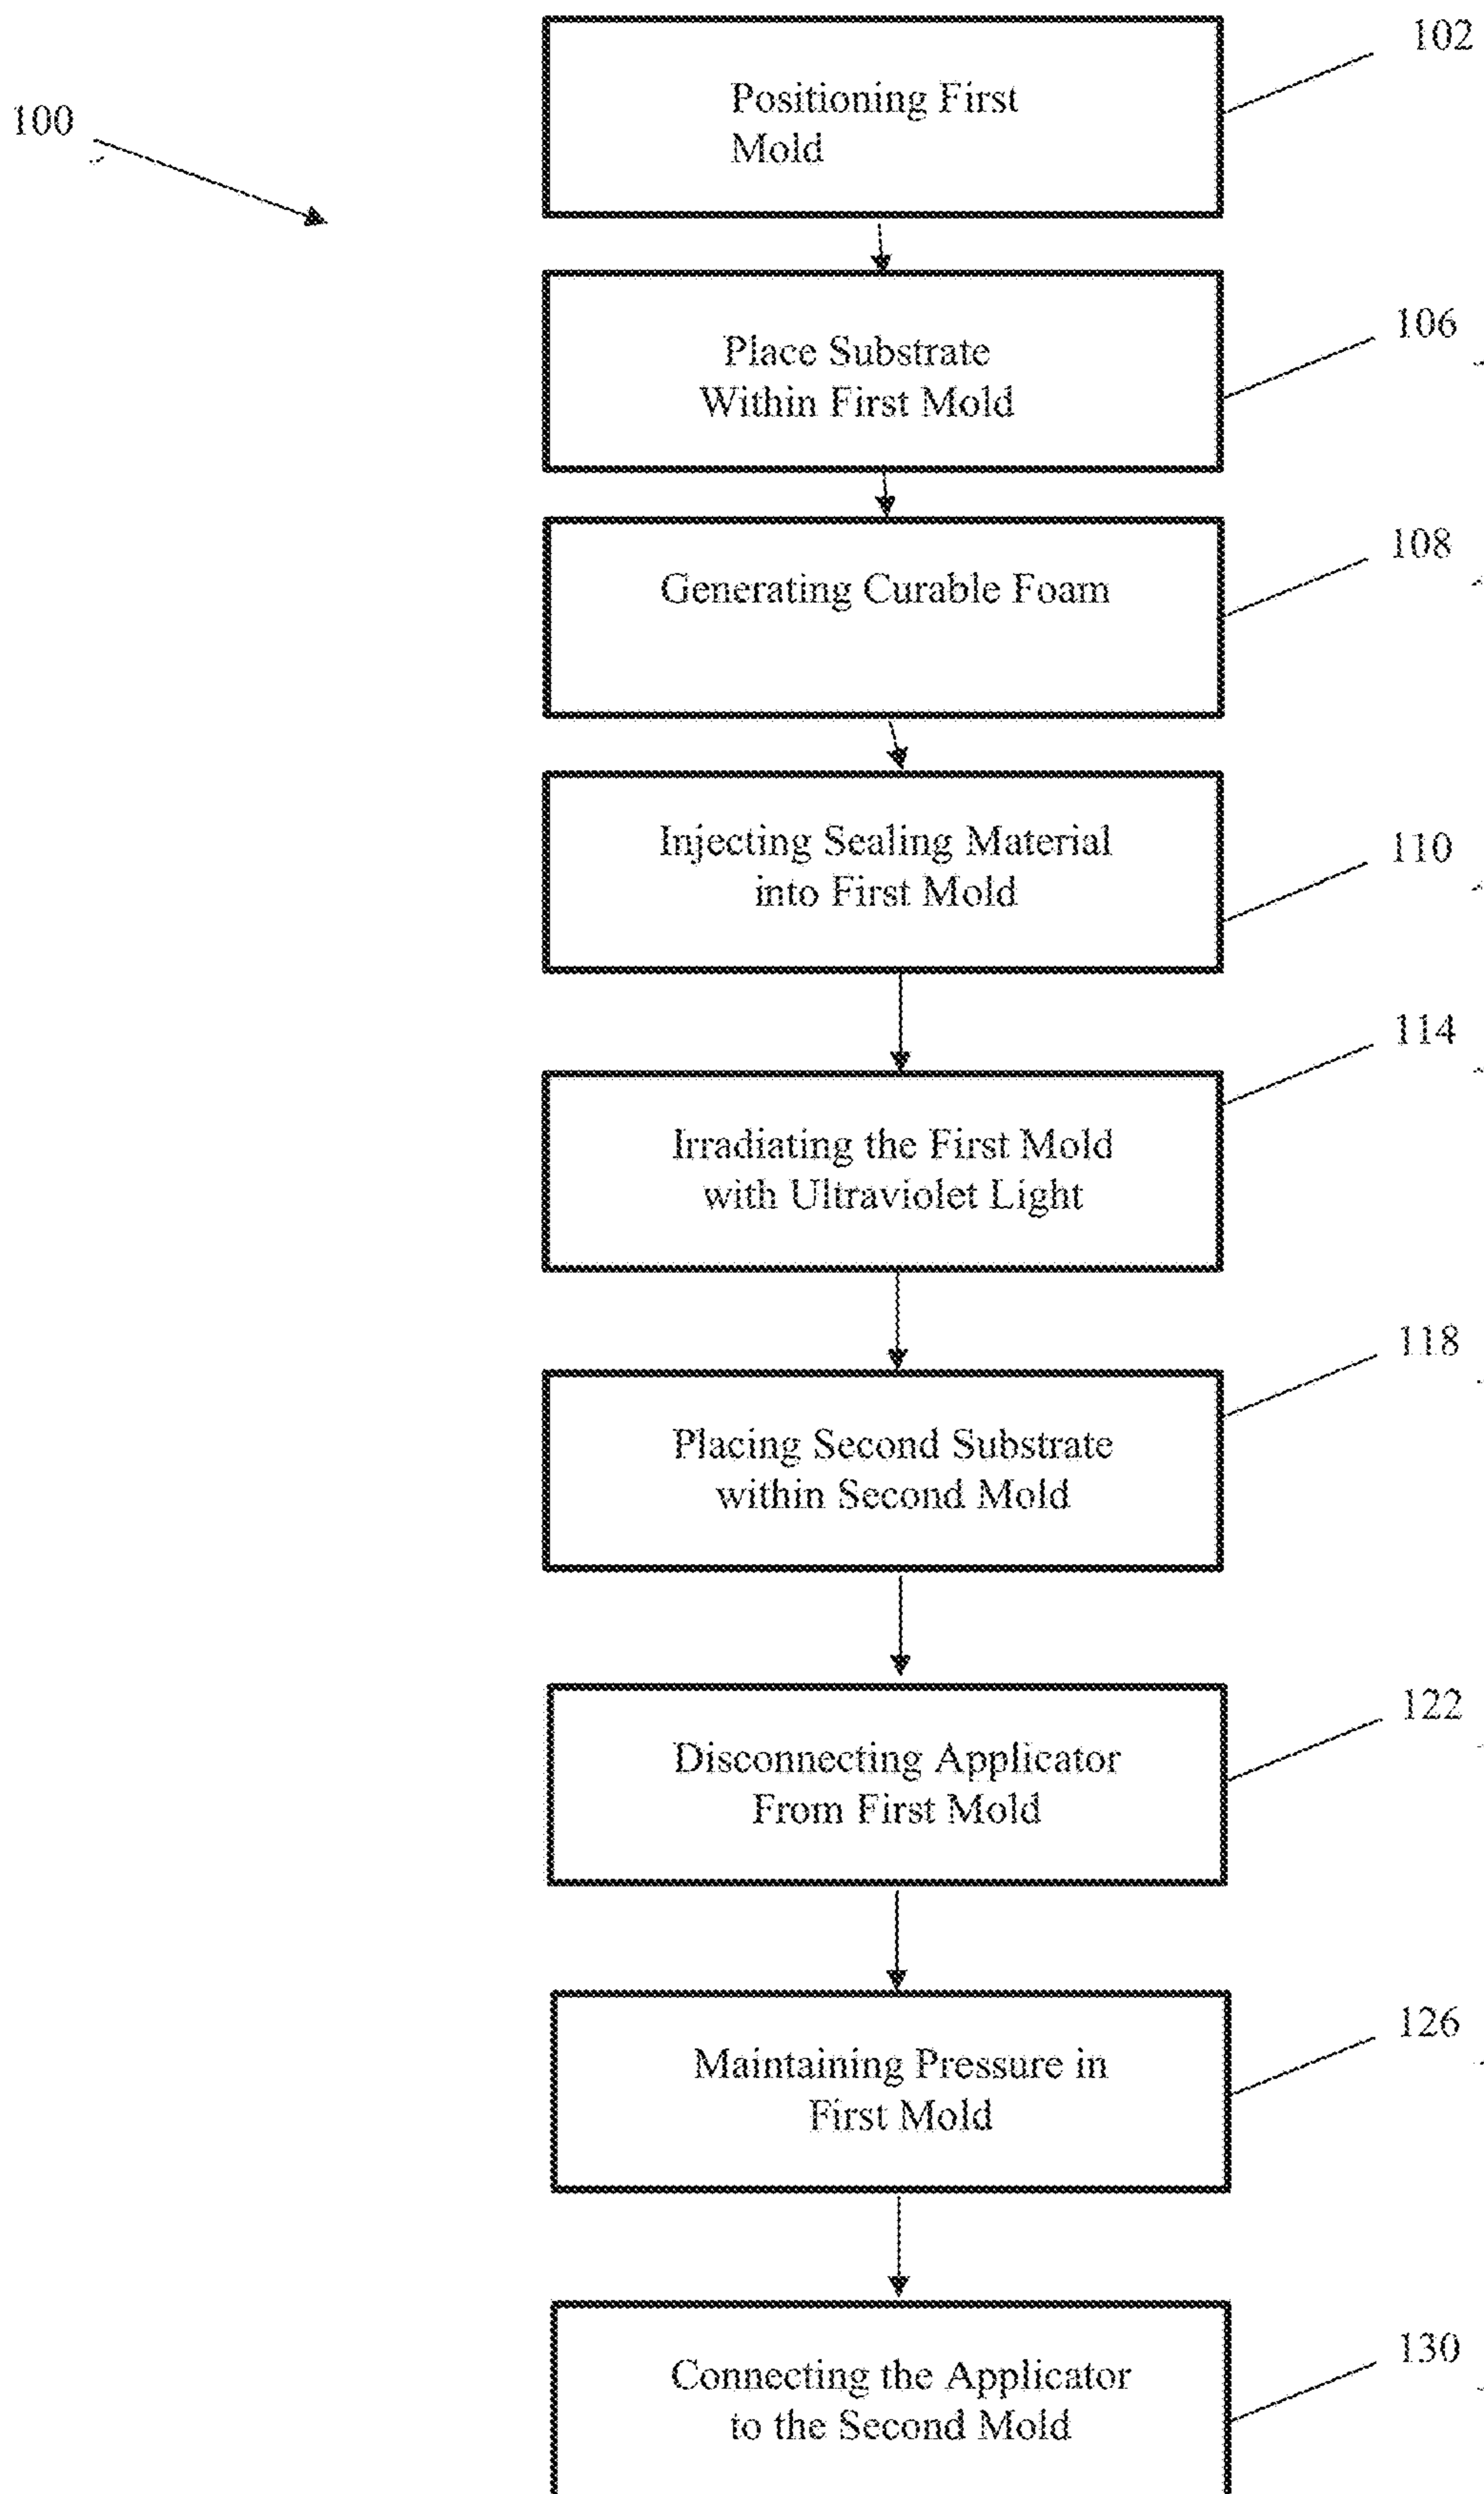 102
Positioning First
Mold
100
106
Place Substrate
Within First Mold
108
Generating Curable Foam
110
Injecting Sealing Material
into First Mold
114
Irradiating the First Mold
with Ultraviolet Light
118
Placing Second Substrate
within Second Mold
122
Disconnecting Applicator
From First Mold
126
Maintaining Pressure in
First Mold
130
Connecting the Applicator
to the Second Mold